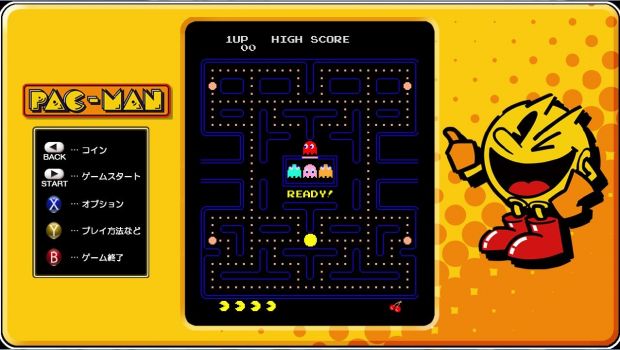 1UP HIGH SCORE
00
PAC-MAN
BACK … コイン
START … ゲームスタート
X … オプション
Y … プレイ方法など
B … ゲーム終了
READY!